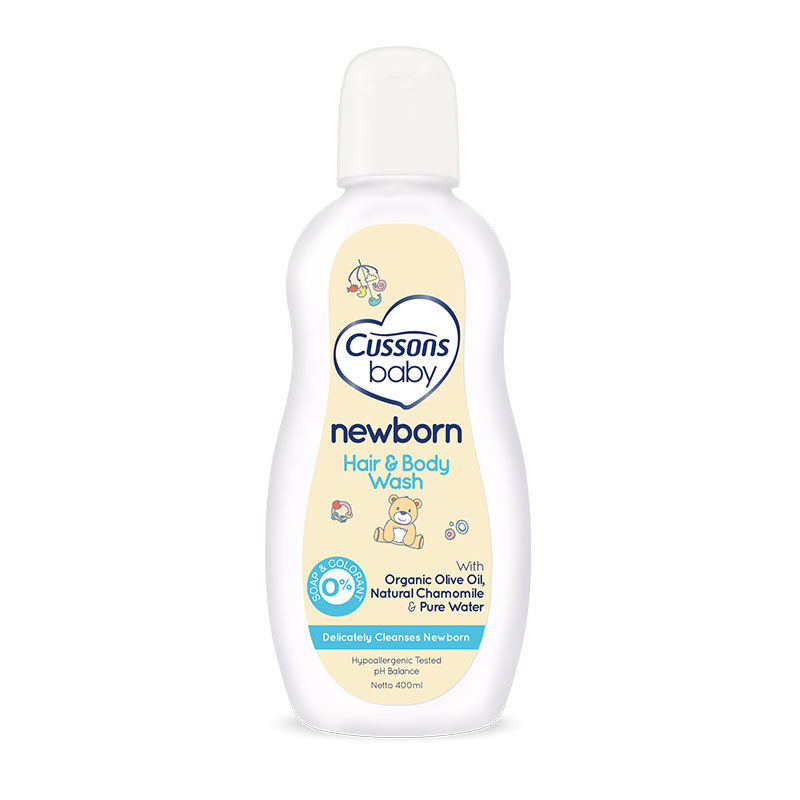 Cussons
baby
newborn
Hair & Body
Wash
SOAP & COLORANT
0%
With
Organic Olive Oil,
Natural Chamomile
& Pure Water
Delicately Cleanses Newborn
Hypoallergenic Tested
pH Balance
Netto 400ml